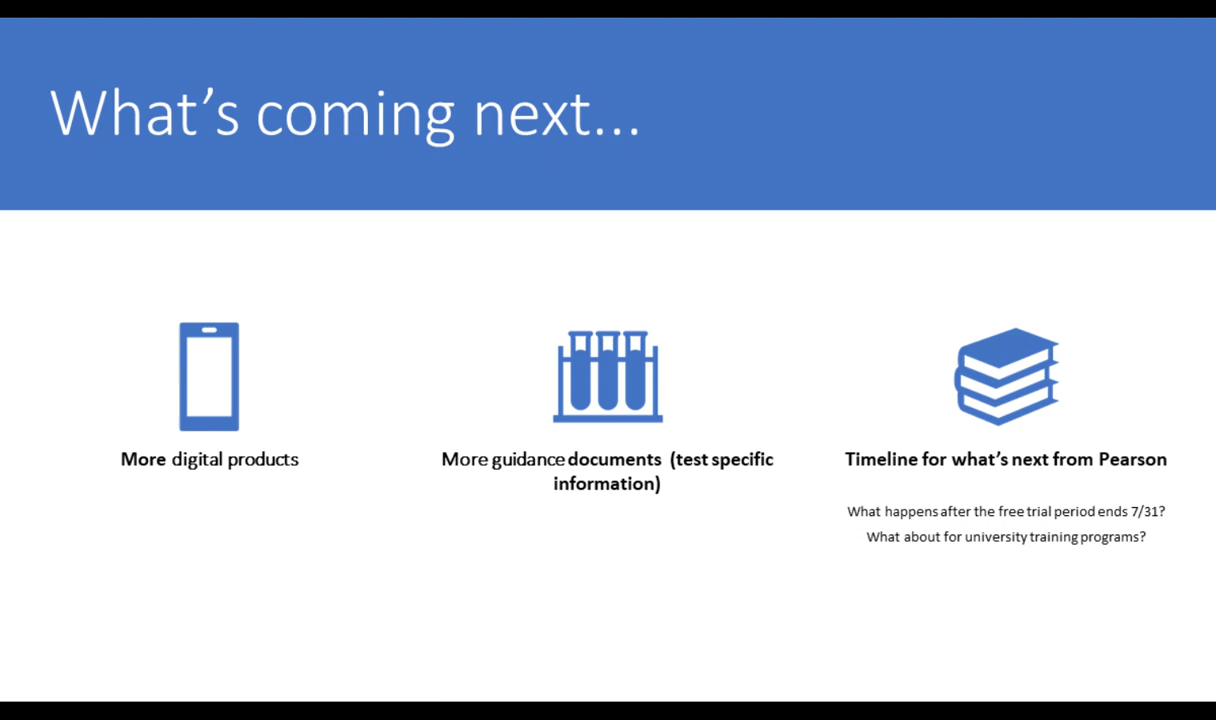 What’s coming next...
More digital products
More guidance documents (test specific
information)
Timeline for what’s next from Pearson
What happens after the free trial period ends 7/31?
What about for university training programs?